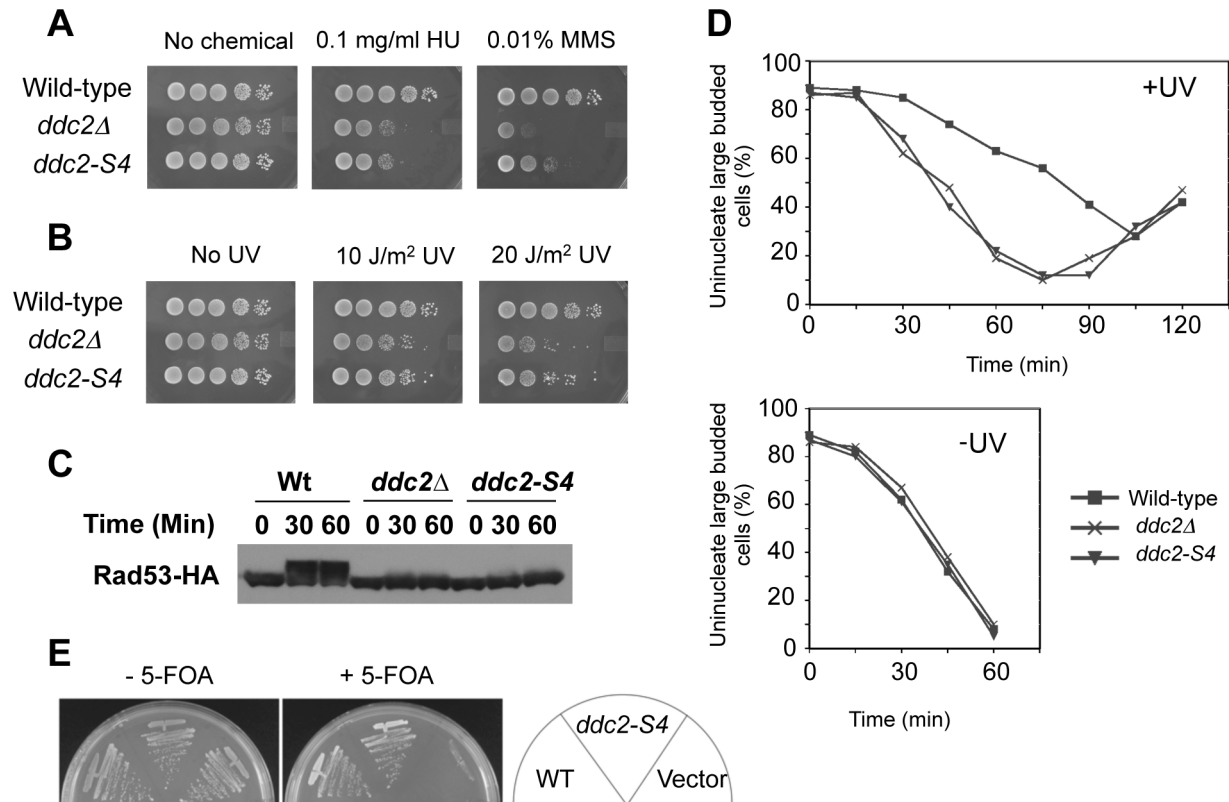 A
No chemical
0.1 mg/ml HU
0.01% MMS
Wild-type
ddc2Δ
ddc2-S4
B
No UV
10 J/m² UV
20 J/m² UV
Wild-type
ddc2Δ
ddc2-S4
C
Wt
ddc2Δ
ddc2-S4
Time (Min)
0 30 60 0 30 60 0 30 60
Rad53-HA
D
+UV
Uninucleate large budded
cells (%)
100
80
60
40
20
0
0 30 60 90 120
Time (min)
-UV
Uninucleate large budded
cells (%)
100
80
60
40
20
0
0 30 60
Time (min)
Wild-type
ddc2Δ
ddc2-S4
E
- 5-FOA
+ 5-FOA
ddc2-S4
WT
Vector